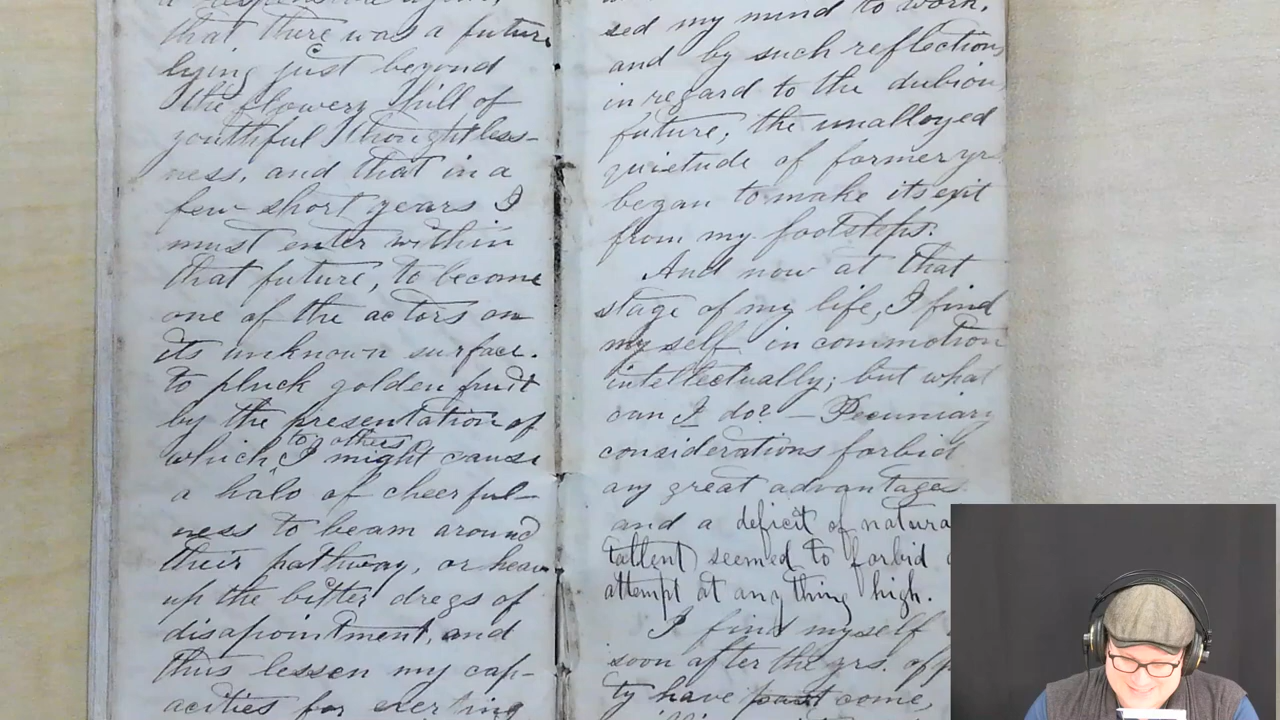 that there was a future
lying just beyond
the flowery hill of
youthful thoughtless-
ness, and that in a
few short years I
must enter within
that future, to become
one of the actors on
its unknown surface.
to pluck golden fruit
by the presentation of
to others
which, I might cause
a halo of cheerful-
ness to beam around
their pathway, or heave
up the bitter dregs of
disapointment, and
thus lessen my cap-
acities for exerting
sed my mind to work.
and by such reflections
in regard to the dubious
future, the unalloyed
quietude of former yr
began to make its exit
from my footsteps.
And now at that
stage of my life, I find
my self in commotion
intellectually; but what
can I do? — Pecuniary
considerations forbid
any great advantages
and a deficit of natura
tallent seemed to forbid
attempt at any thing high.
I find myself
soon after the yrs. of
ty have past come,